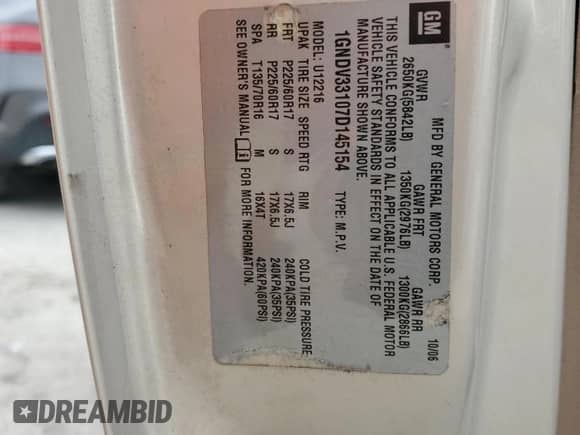 GM
MFD BY GENERAL MOTORS CORP. 10/06
GVWR GAWR FRT GAWR RR
2650KG(5842LB) 1350KG(2976LB) 1300KG(2866LB)
THIS VEHICLE CONFORMS TO ALL APPLICABLE U.S. FEDERAL MOTOR
VEHICLE SAFETY STANDARDS IN EFFECT ON THE DATE OF
MANUFACTURE SHOWN ABOVE.
1GNDV33107D145154 TYPE: M.P.V.
MODEL: U12216
UPAK TIRE SIZE SPEED RTG RIM COLD TIRE PRESSURE
FRT P225/60R17 S 17X6.5J 240KPA(35PSI)
RR P225/60R17 S 17X6.5J 240KPA(35PSI)
SPA T135/70R16 M 16X4T 420KPA(60PSI)
SEE OWNER'S MANUAL FOR MORE INFORMATION.
DREAMBID